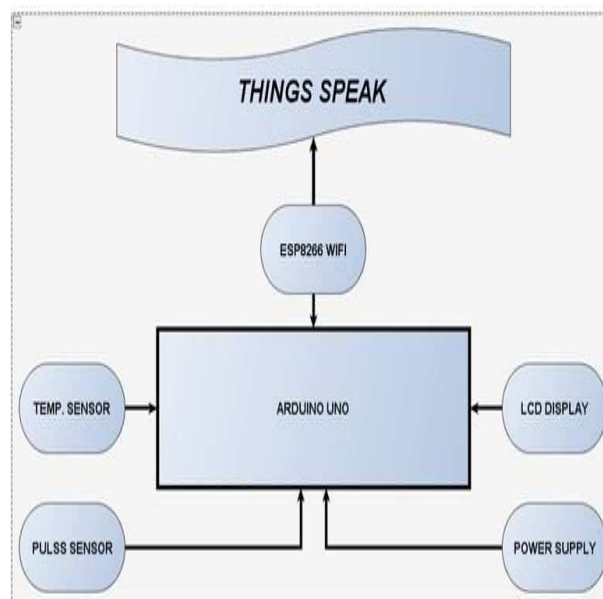 THINGS SPEAK
ESP8266 WIFI
TEMP. SENSOR
ARDUINO UNO
LCD DISPLAY
PULSS SENSOR
POWER SUPPLY